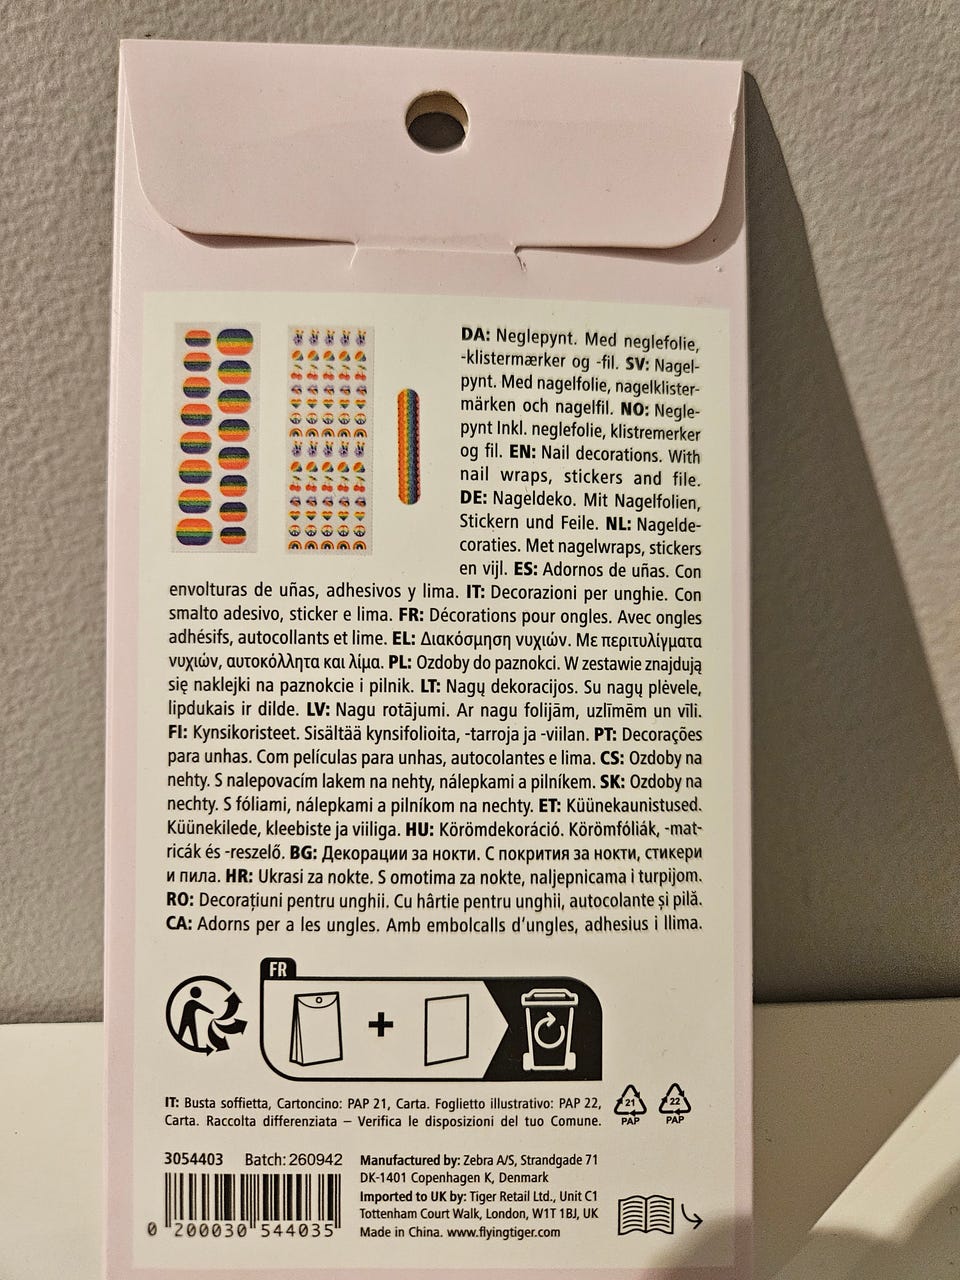 DA: Neglepynt. Med neglefolie,
-klistermærker og -fil. SV: Nagel-
pynt. Med nagelfolie, nagelklister-
märken och nagelfil. NO: Negle-
pynt Inkl. neglefolie, klistremerker
og fil. EN: Nail decorations. With
nail wraps, stickers and file.
DE: Nageldeko. Mit Nagelfolien,
Stickern und Feile. NL: Nagelde-
coraties. Met nagelwraps, stickers
en vijl. ES: Adornos de uñas. Con
envolturas de uñas, adhesivos y lima. IT: Decorazioni per unghie. Con
smalto adesivo, sticker e lima. FR: Décorations pour ongles. Avec ongles
adhésifs, autocollants et lime. EL: Διακόσμηση νυχιών. Με περιτυλίγματα
νυχιών, αυτοκόλλητα και λίμα. PL: Ozdoby do paznokci. W zestawie znajdują
się naklejki na paznokcie i pilnik. LT: Nagų dekoracijos. Su nagų plėvele,
lipdukais ir dilde. LV: Nagu rotājumi. Ar nagu folijām, uzlīmēm un vīli.
FI: Kynsikoristeet. Sisältää kynsifolioita, -tarroja ja -viilan. PT: Decorações
para unhas. Com películas para unhas, autocolantes e lima. CS: Ozdoby na
nehty. S nalepovacím lakem na nehty, nálepkami a pilníkem. SK: Ozdoby na
nechty. S fóliami, nálepkami a pilníkom na nechty. ET: Küünekaunistused.
Küünekilede, kleebiste ja viiliga. HU: Körömdekoráció. Körömfóliák, -mat-
ricák és -reszelő. BG: Декорации за нокти. С покрития за нокти, стикери
и пила. HR: Ukrasi za nokte. S omotima za nokte, naljepnicama i turpijom.
RO: Decorațiuni pentru unghii. Cu hârtie pentru unghii, autocolante și pilă.
CA: Adorns per a les ungles. Amb embolcalls d'ungles, adhesius i llima.
FR
IT: Busta soffietta, Cartoncino: PAP 21, Carta. Foglietto illustrativo: PAP 22,
Carta. Raccolta differenziata – Verifica le disposizioni del tuo Comune.
21
PAP
22
PAP
3054403 Batch: 260942
0 200030 544035
Manufactured by: Zebra A/S, Strandgade 71
DK-1401 Copenhagen K, Denmark
Imported to UK by: Tiger Retail Ltd., Unit C1
Tottenham Court Walk, London, W1T 1BJ, UK
Made in China. www.flyingtiger.com